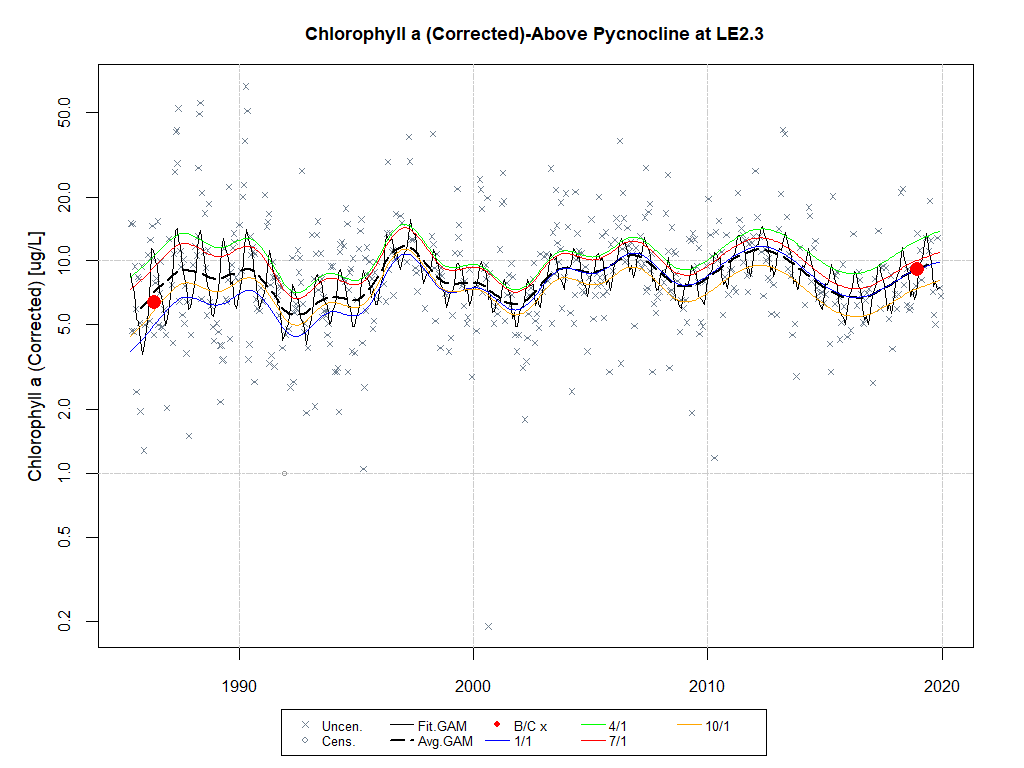 Chlorophyll a (Corrected)-Above Pycnocline at LE2.3
Chlorophyll a (Corrected) [ug/L]
50.0
20.0
10.0
5.0
2.0
1.0
0.5
0.2
1990 2000 2010 2020
Uncen. Fit.GAM B/C x 4/1 10/1
Cens. Avg.GAM 1/1 7/1